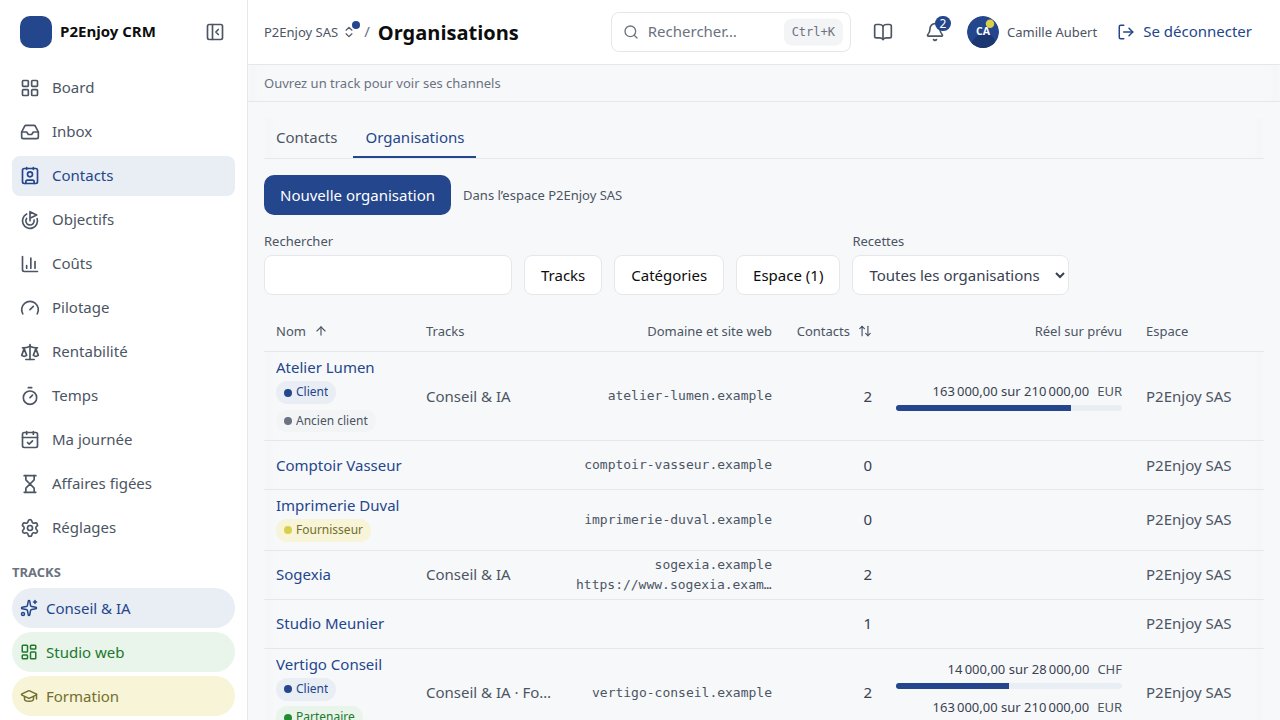 P2Enjoy CRM
Board
Inbox
Contacts
Objectifs
Coûts
Pilotage
Rentabilité
Temps
Ma journée
Affaires figées
Réglages
TRACKS
Conseil & IA
Studio web
Formation
P2Enjoy SAS / Organisations
Rechercher... Ctrl+K
2
CA Camille Aubert
Se déconnecter
Ouvrez un track pour voir ses channels
Contacts Organisations
Nouvelle organisation Dans l'espace P2Enjoy SAS
Rechercher Recettes
Tracks Catégories Espace (1) Toutes les organisations
Nom Tracks Domaine et site web Contacts Réel sur prévu Espace
Atelier Lumen
Client
Ancien client
Conseil & IA atelier-lumen.example 2 163 000,00 sur 210 000,00 EUR P2Enjoy SAS
Comptoir Vasseur comptoir-vasseur.example 0 P2Enjoy SAS
Imprimerie Duval
Fournisseur
imprimerie-duval.example 0 P2Enjoy SAS
Sogexia Conseil & IA sogexia.example
https://www.sogexia.exam… 2 P2Enjoy SAS
Studio Meunier 1 P2Enjoy SAS
Vertigo Conseil
Client
Partenaire
Conseil & IA · Fo… vertigo-conseil.example 2 14 000,00 sur 28 000,00 CHF
163 000,00 sur 210 000,00 EUR P2Enjoy SAS